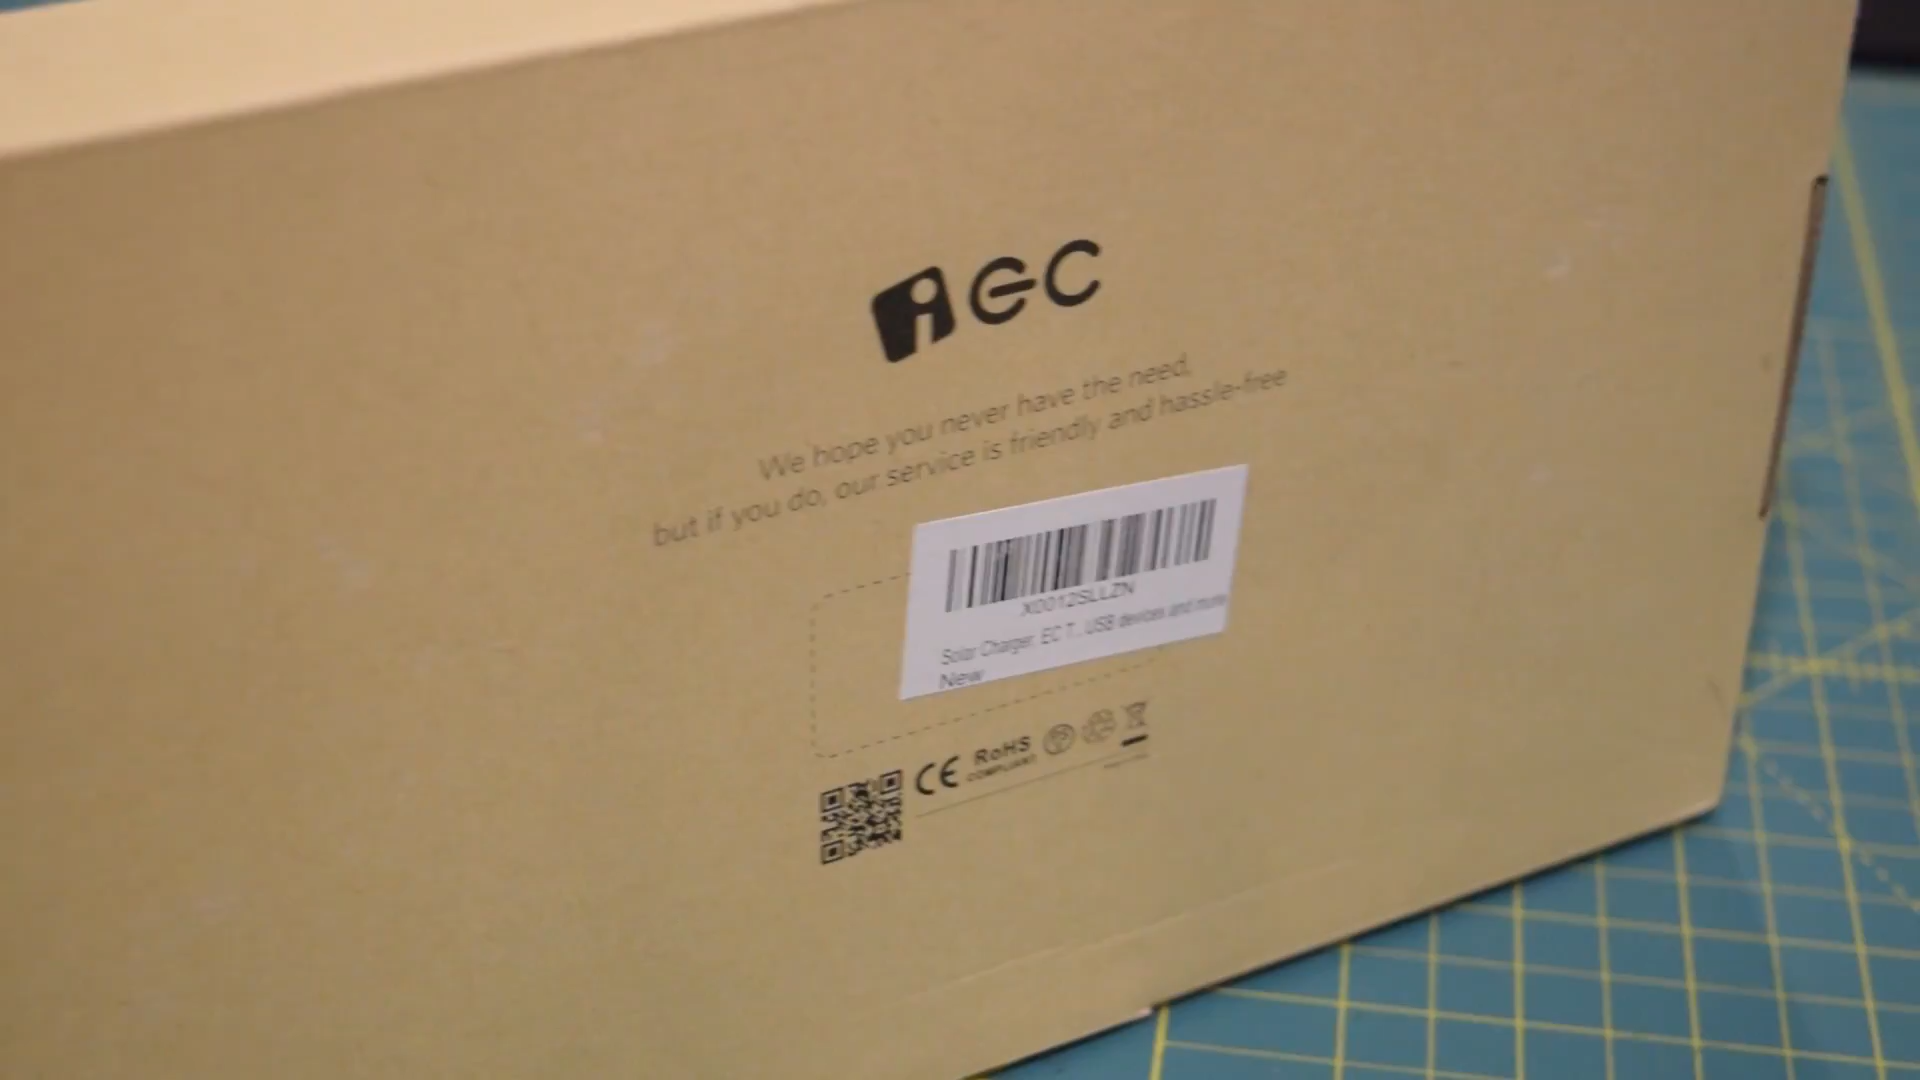 iEC
We hope you never have the need,
but if you do, our service is friendly and hassle-free
X0012SLLZN
Solar Charger, EC T...USB devices and more
New
CE RoHS
COMPLIANT